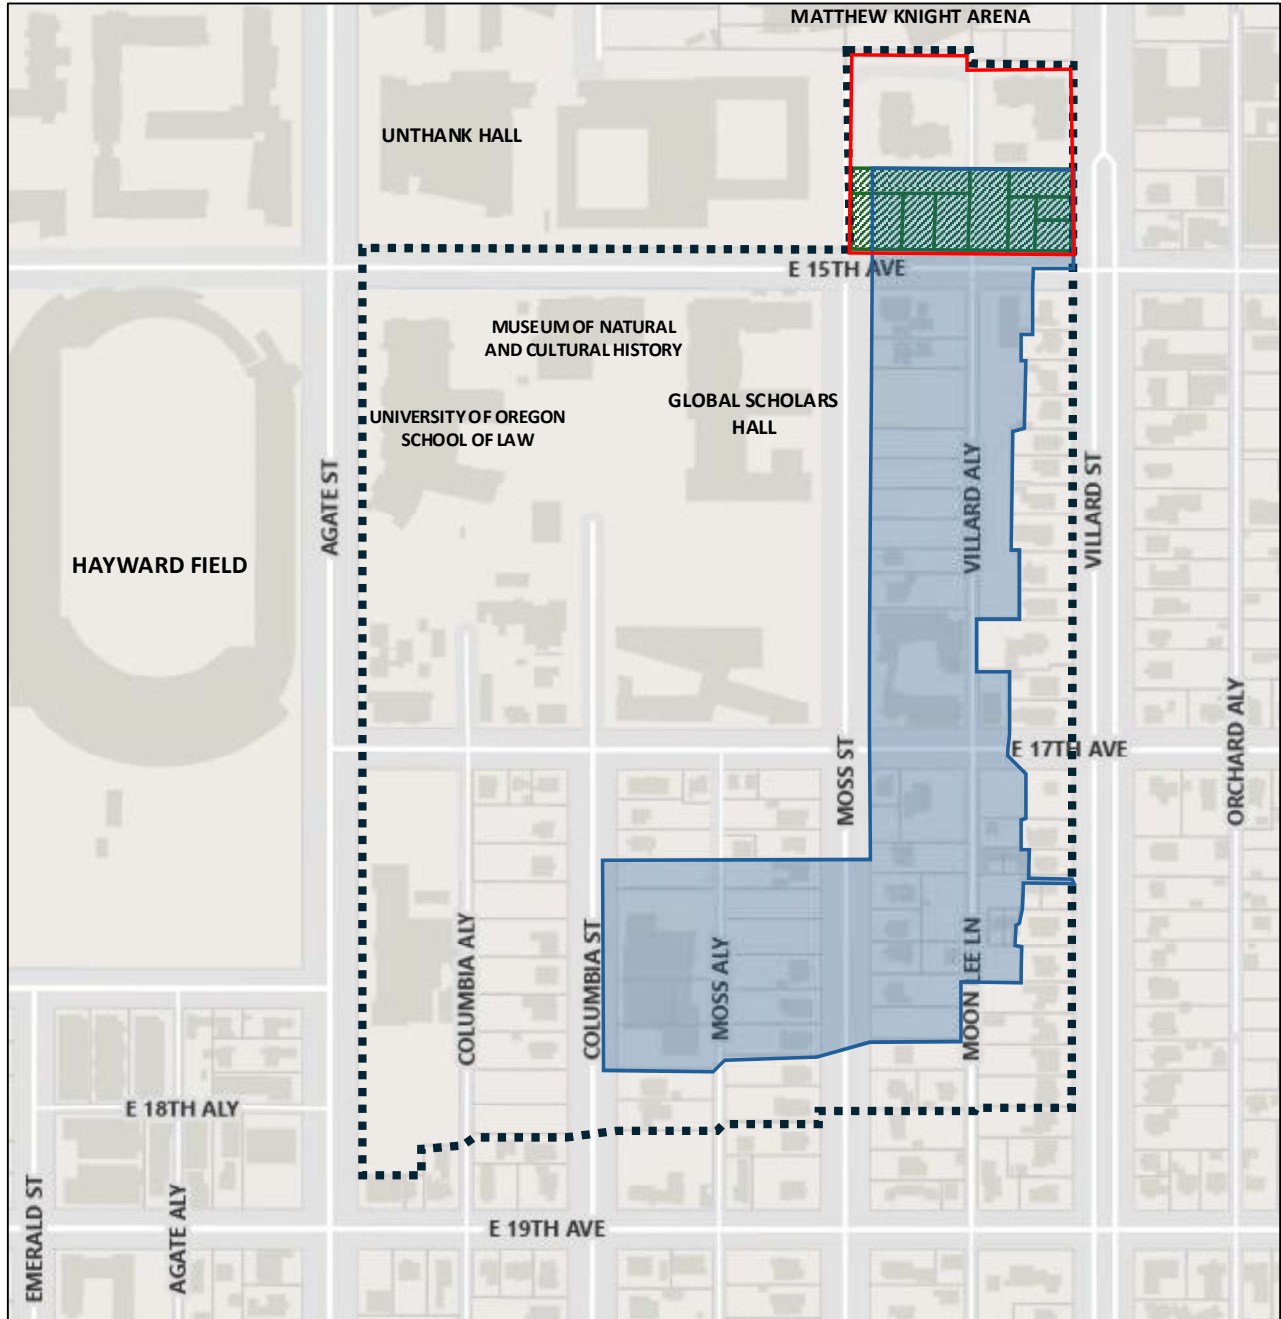 MATTHEW KNIGHT ARENA
UNTHANK HALL
E 15TH AVE
MUSEUM OF NATURAL
AND CULTURAL HISTORY
GLOBAL SCHOLARS
HALL
UNIVERSITY OF OREGON
SCHOOL OF LAW
AGATE ST
VILLARD ALY
VILLARD ST
HAYWARD FIELD
MOSS ST
E 17TH AVE
ORCHARD ALY
COLUMBIA ALY
COLUMBIA ST
MOSS ALY
MOON LEE LN
E 18TH ALY
EMERALD ST
AGATE ALY
E 19TH AVE